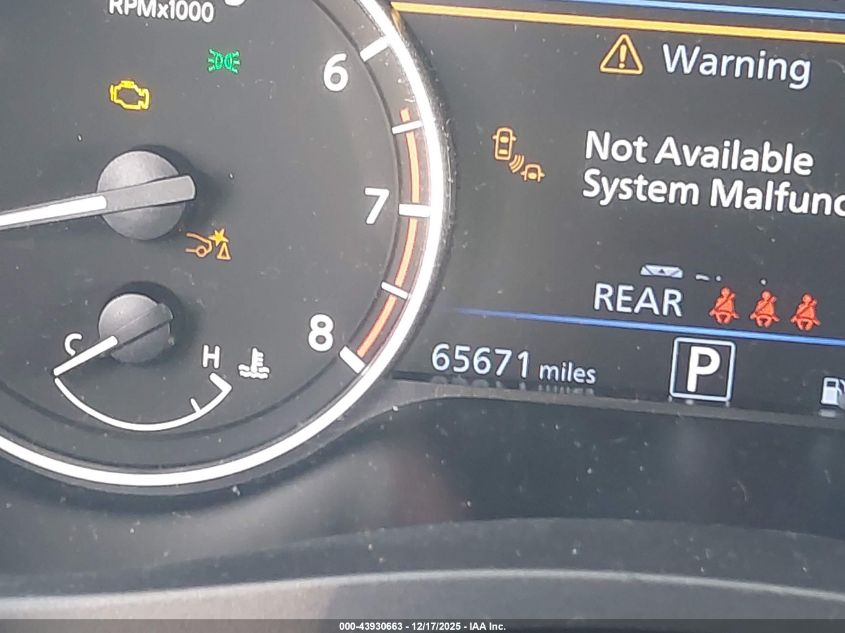 RPMx1000
6
7
8
C
H
Warning
Not Available
System Malfunc
REAR
65671 miles
P
000-43930663 - 12/17/2025 - IAA Inc.